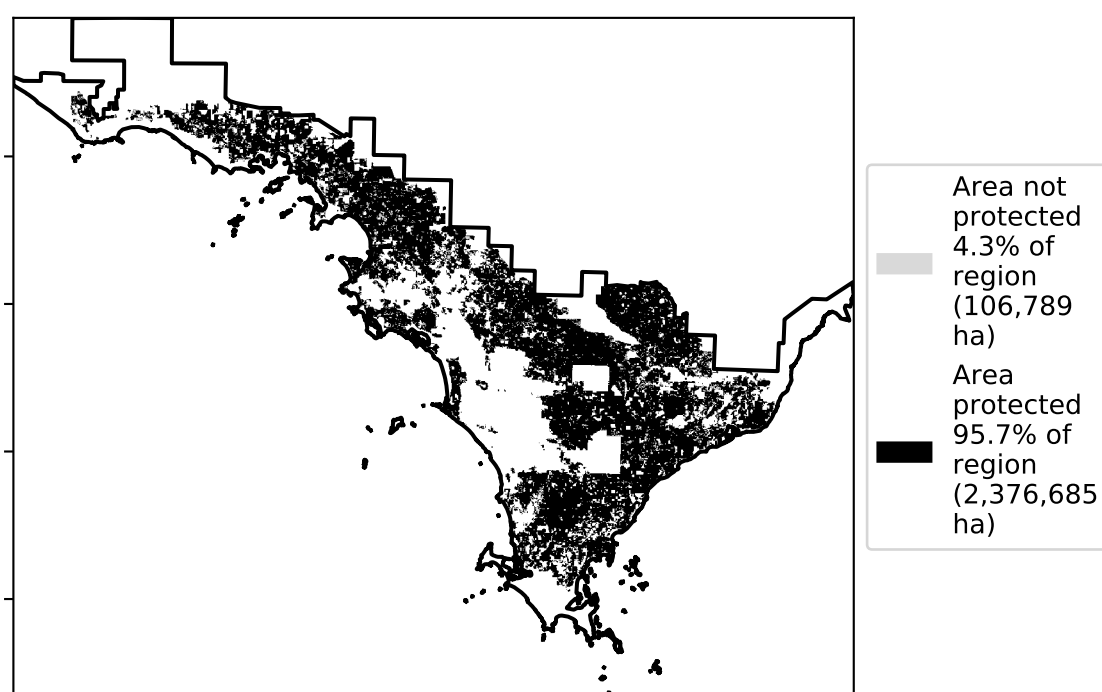 Area not
protected
4.3% of
region
(106,789
ha)
Area
protected
95.7% of
region
(2,376,685
ha)